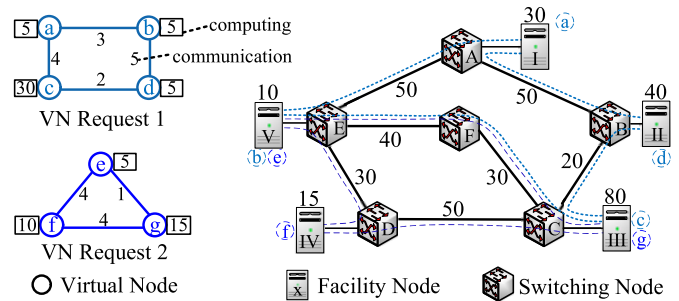 5 a 3 b 5 computing
4 5 communication
30 c 2 d 5
VN Request 1
e 5
4 1
10 f 4 g 15
VN Request 2
Virtual Node
30 a
A I
10 50 50 40
V E F B II
40
b e d
20
30 30 80
15
f IV D 50 C III c
g
x Facility Node Switching Node